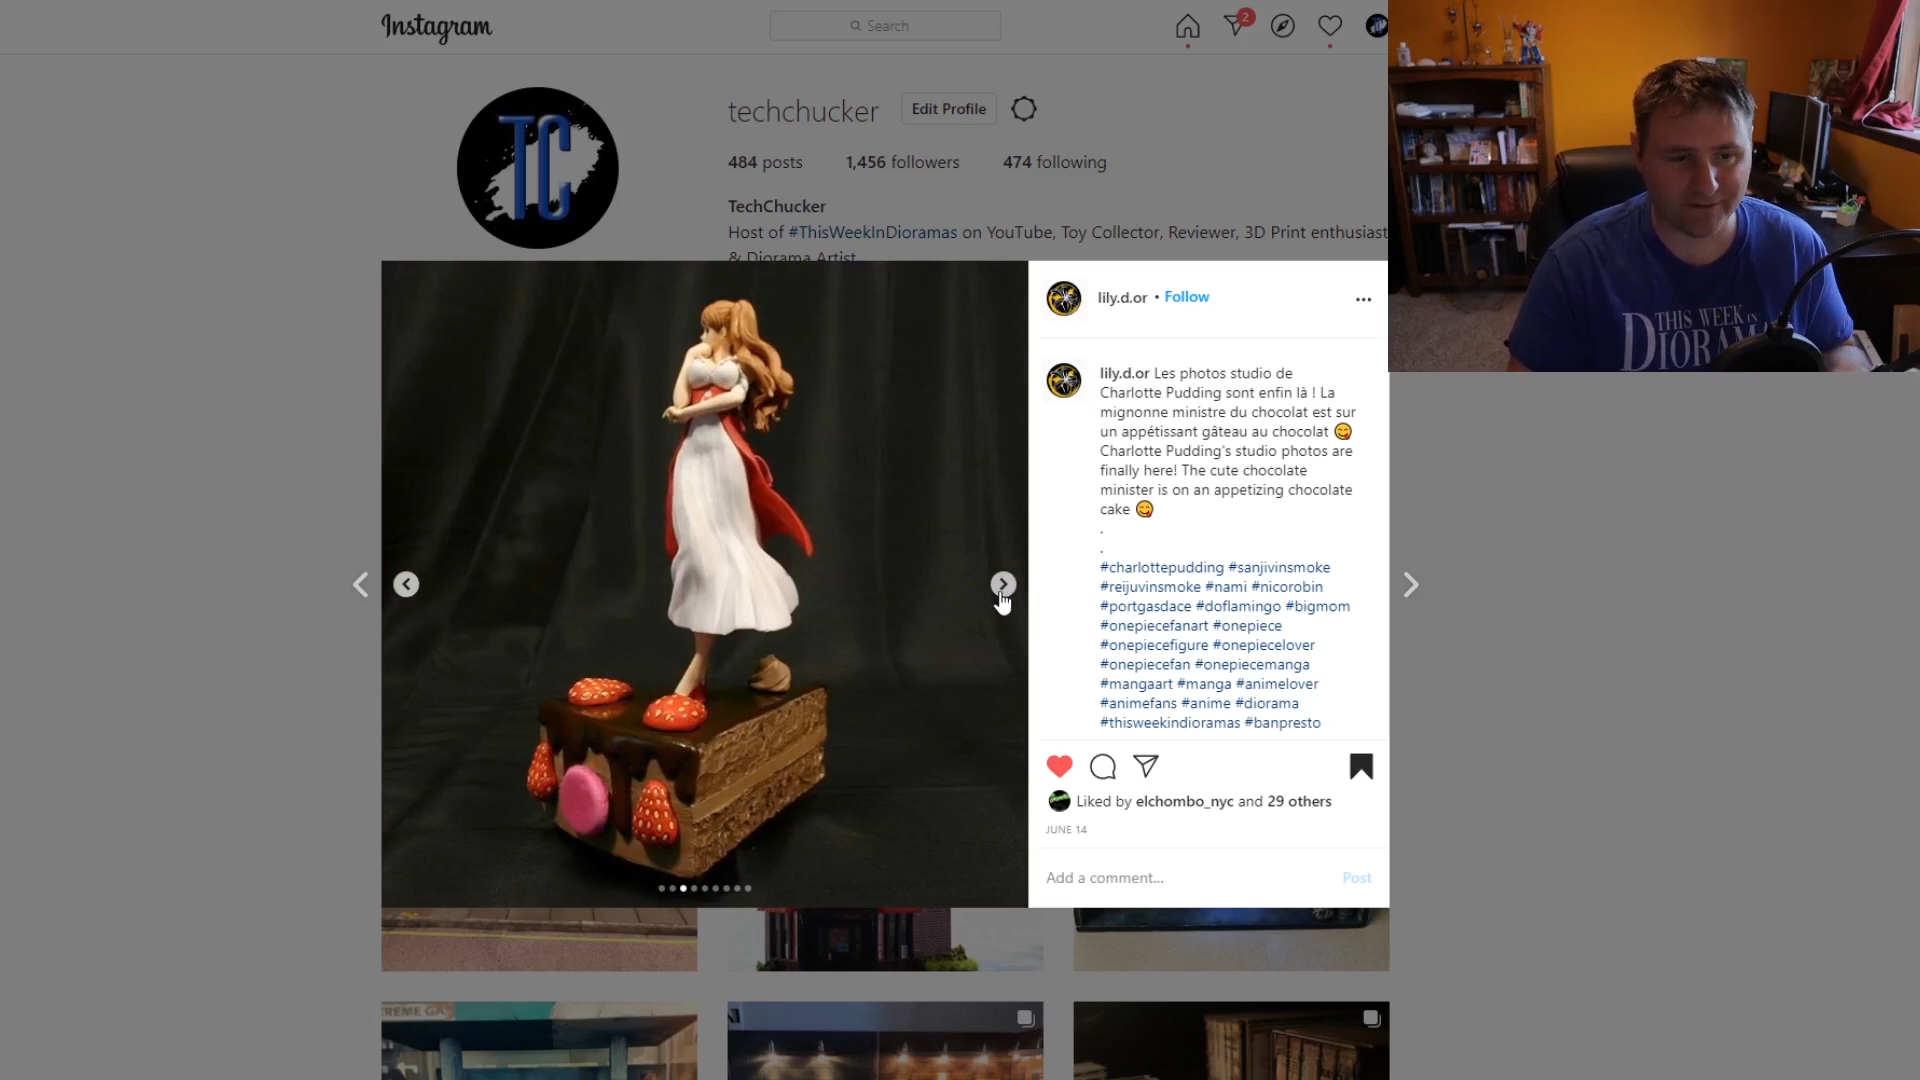 Instagram
Search
2
techchucker
Edit Profile
484 posts
1,456 followers
474 following
TC
TechChucker
Host of #ThisWeekInDioramas on YouTube, Toy Collector, Reviewer, 3D Print enthusiast
& Diorama Artist
THIS WEEK IN
lily.d.or • Follow
lily.d.or Les photos studio de
Charlotte Pudding sont enfin là ! La
mignonne ministre du chocolat est sur
un appétissant gâteau au chocolat 😋
Charlotte Pudding's studio photos are
finally here! The cute chocolate
minister is on an appetizing chocolate
cake 😋
.
.
#charlottepudding #sanjivinsmoke
#reijuvinsmoke #nami #nicorobin
#portgasdace #doflamingo #bigmom
#onepiecefanart #onepiece
#onepiecefigure #onepiecelover
#onepiecefan #onepiecemanga
#mangaart #manga #animelover
#animefans #anime #diorama
#thisweekindioramas #banpresto
Liked by elchombo_nyc and 29 others
JUNE 14
Add a comment...
Post